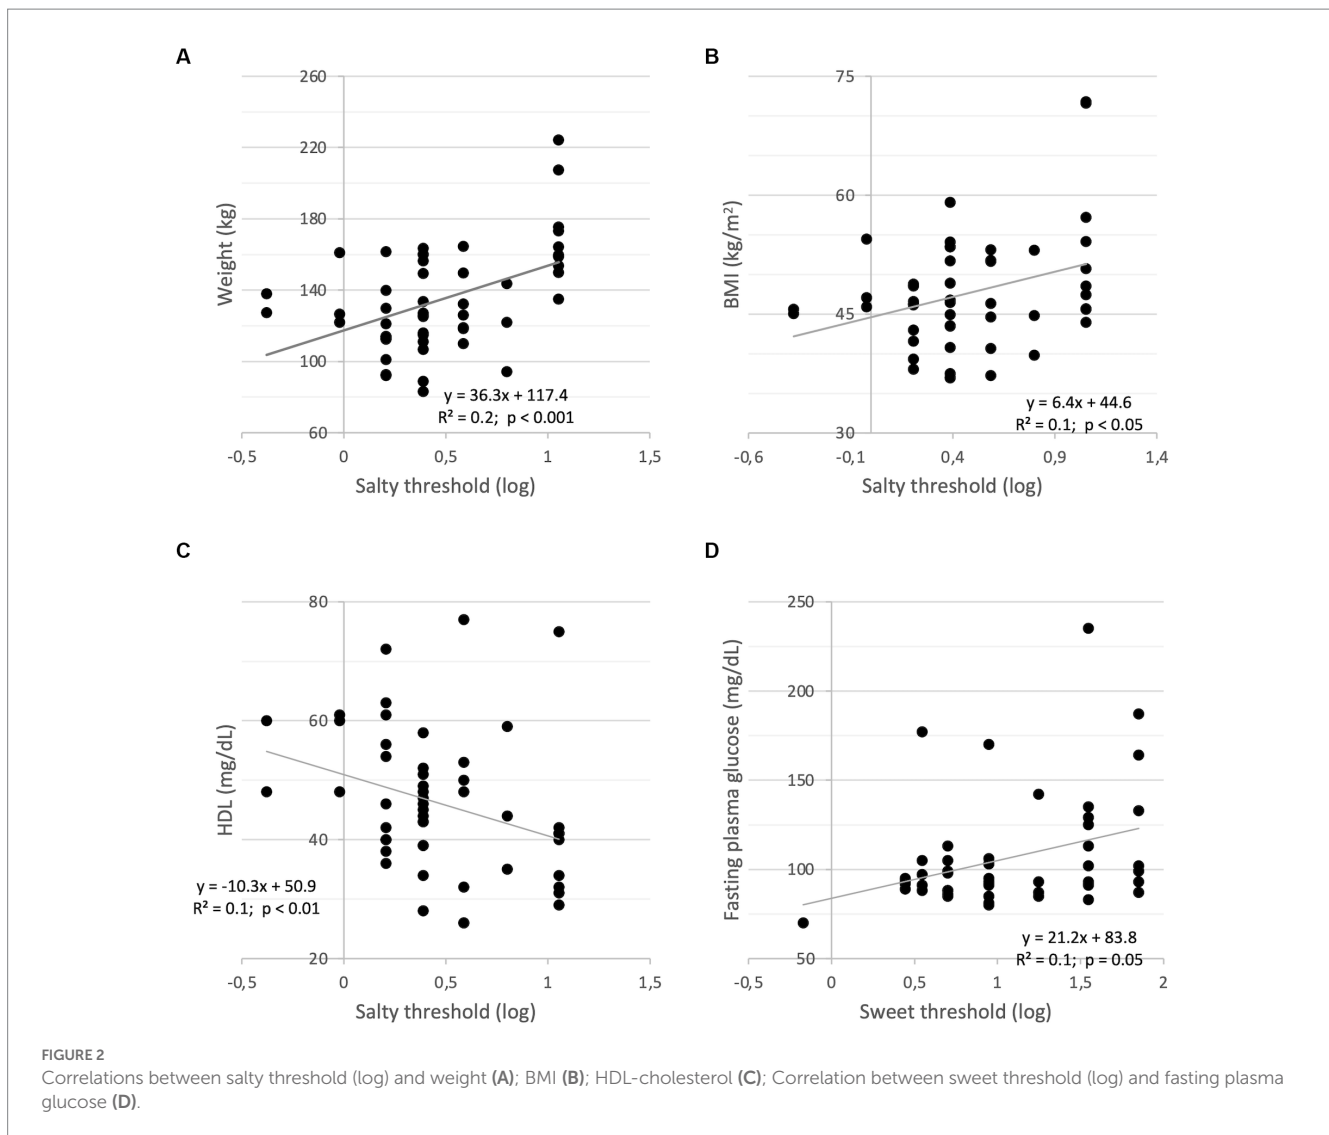 A
260
220
180
140
100
60
-0,5
0
0,5
1
1,5
Weight (kg)
Salty threshold (log)
y = 36.3x + 117.4
R² = 0.2; p < 0.001
B
75
60
45
30
-0,6
-0,1
0,4
0,9
1,4
BMI (kg/m²)
Salty threshold (log)
y = 6.4x + 44.6
R² = 0.1; p < 0.05
C
80
60
40
20
-0,5
0
0,5
1
1,5
HDL (mg/dL)
Salty threshold (log)
y = -10.3x + 50.9
R² = 0.1; p < 0.01
D
250
200
150
100
50
-0,5
0
0,5
1
1,5
2
Fasting plasma glucose (mg/dL)
Sweet threshold (log)
y = 21.2x + 83.8
R² = 0.1; p = 0.05
FIGURE 2
Correlations between salty threshold (log) and weight (A); BMI (B); HDL-cholesterol (C); Correlation between sweet threshold (log) and fasting plasma
glucose (D).